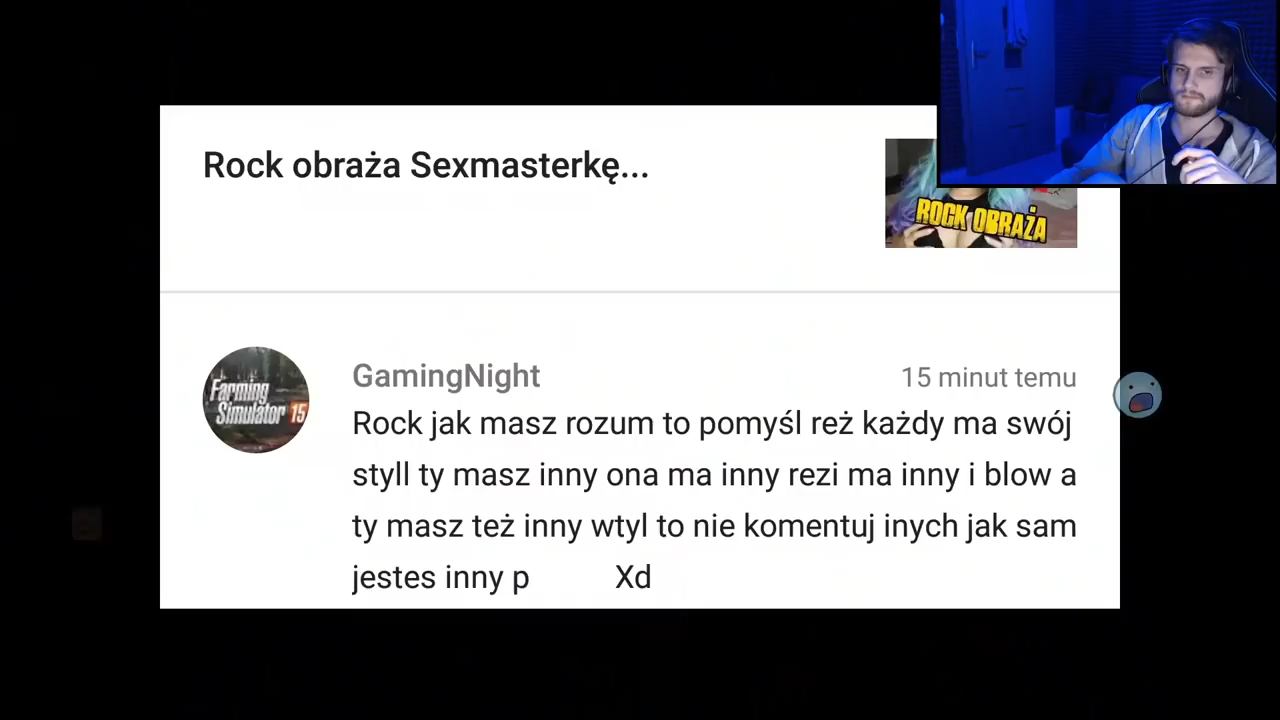 Rock obraża Sexmasterkę...
ROCK OBRAŻA
Farming
Simulator 15
GamingNight
15 minut temu
Rock jak masz rozum to pomyśl reż każdy ma swój
styll ty masz inny ona ma inny rezi ma inny i blow a
ty masz też inny wtyl to nie komentuj inych jak sam
jestes inny p Xd